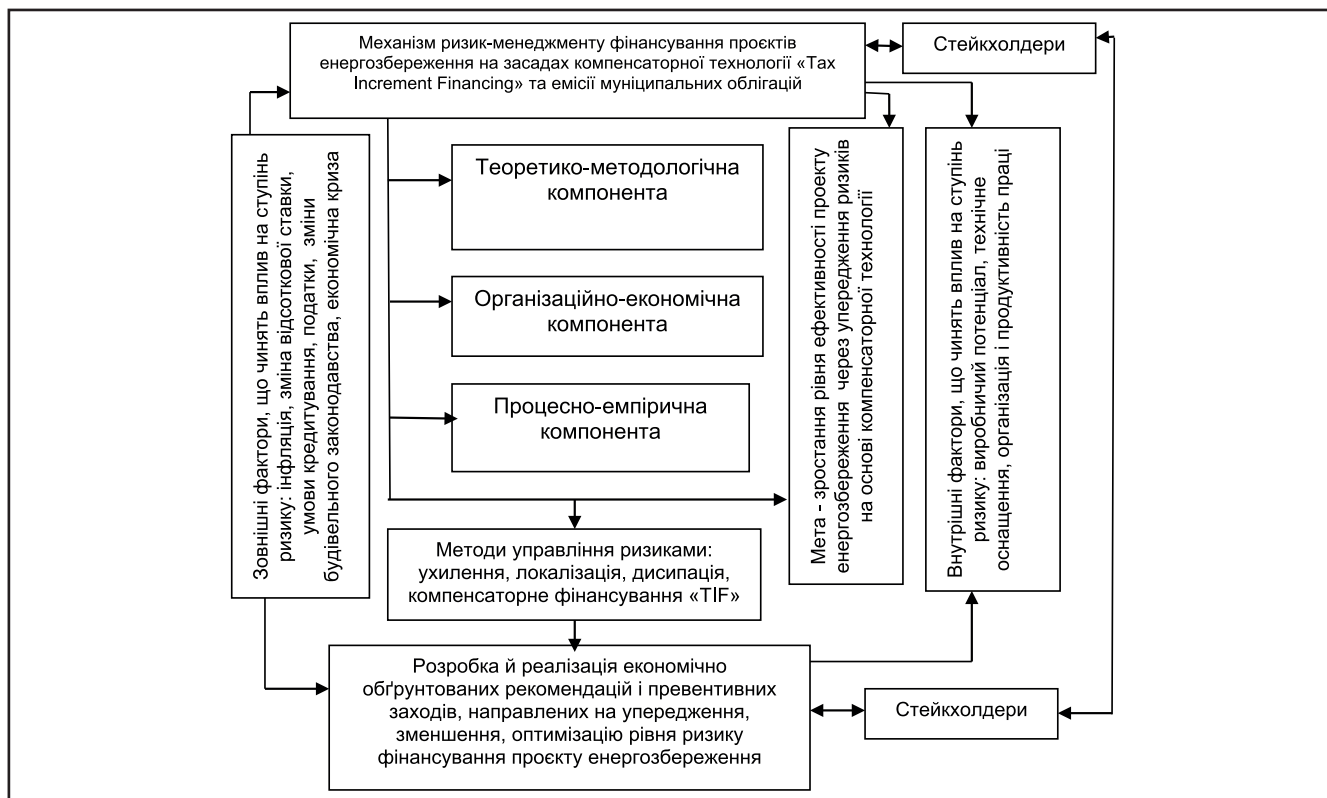 Механізм ризик-менеджменту фінансування проєктів
енергозбереження на засадах компенсаторної технології «Tax
Increment Financing» та емісії муніципальних облігацій
Стейкхолдери
Зовнішні фактори, що чинять вплив на ступінь
ризику: інфляція, зміна відсоткової ставки,
умови кредитування, податки, зміни
будівельного законодавства, економічна криза
Теоретико-методологічна
компонента
Організаційно-економічна
компонента
Процесно-емпірична
компонента
Мета - зростання рівня ефективності проекту
енергозбереження через упередження ризиків
на основі компенсаторної технології
Внутрішні фактори, що чинять вплив на ступінь
ризику: виробничий потенціал, технічне
оснащення, організація і продуктивність праці
Методи управління ризиками:
ухилення, локалізація, дисипація,
компенсаторне фінансування «TIF»
Розробка й реалізація економічно
обґрунтованих рекомендацій і превентивних
заходів, направлених на упередження,
зменшення, оптимізацію рівня ризику
фінансування проєкту енергозбереження
Стейкхолдери